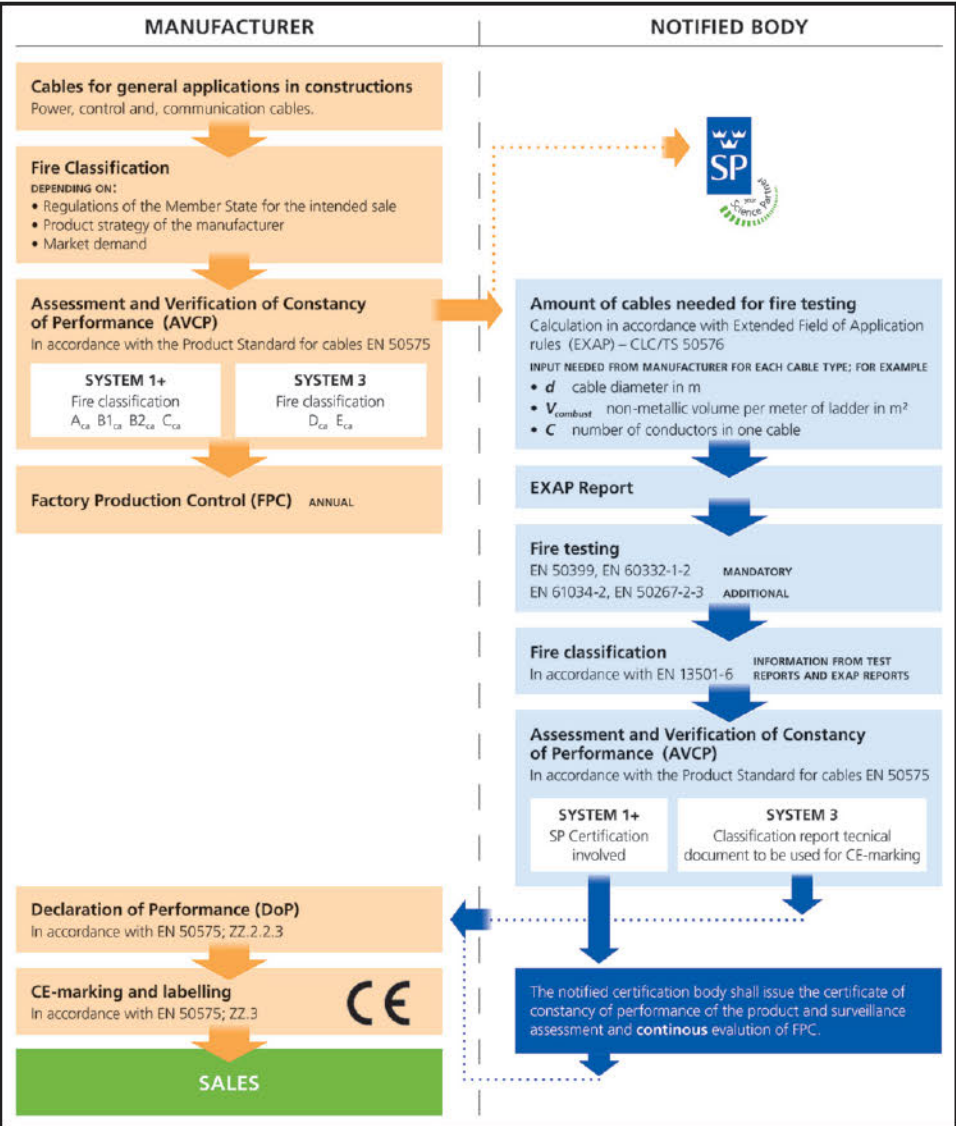 MANUFACTURER
NOTIFIED BODY
Cables for general applications in constructions
Power, control and, communication cables.
Fire Classification
DEPENDING ON:
• Regulations of the Member State for the intended sale
• Product strategy of the manufacturer
• Market demand
SP
your
Science Partner
Assessment and Verification of Constancy
of Performance (AVCP)
In accordance with the Product Standard for cables EN 50575
SYSTEM 1+
Fire classification
Aca B1ca B2ca Cca
SYSTEM 3
Fire classification
Dca Eca
Factory Production Control (FPC) ANNUAL
Amount of cables needed for fire testing
Calculation in accordance with Extended Field of Application
rules (EXAP) – CLC/TS 50576
INPUT NEEDED FROM MANUFACTURER FOR EACH CABLE TYPE; FOR EXAMPLE
• d cable diameter in m
• Vcombust non-metallic volume per meter of ladder in m²
• C number of conductors in one cable
EXAP Report
Fire testing
EN 50399, EN 60332-1-2 MANDATORY
EN 61034-2, EN 50267-2-3 ADDITIONAL
Fire classification
In accordance with EN 13501-6
INFORMATION FROM TEST
REPORTS AND EXAP REPORTS
Assessment and Verification of Constancy
of Performance (AVCP)
In accordance with the Product Standard for cables EN 50575
SYSTEM 1+
SP Certification
involved
SYSTEM 3
Classification report tecnical
document to be used for CE-marking
Declaration of Performance (DoP)
In accordance with EN 50575; ZZ.2.2.3
CE-marking and labelling
In accordance with EN 50575; ZZ.3
CE
The notified certification body shall issue the certificate of
constancy of performance of the product and surveillance
assessment and continous evalution of FPC.
SALES